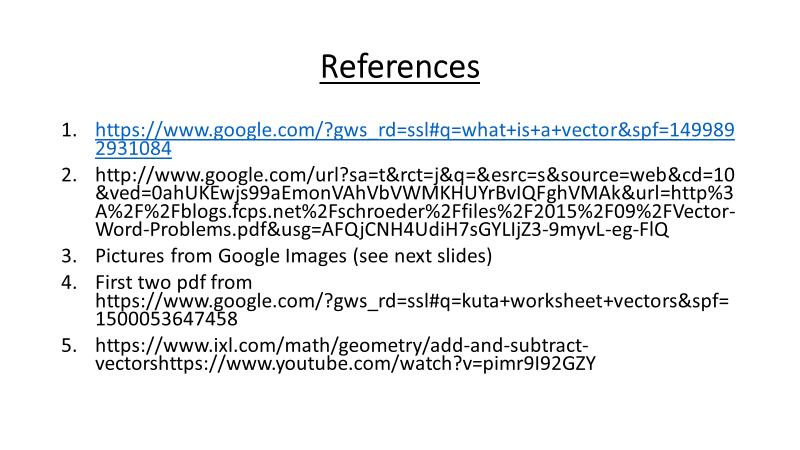 References
1. https://www.google.com/?gws_rd=ssl#q=what+is+a+vector&spf=149989
2931084
2. http://www.google.com/url?sa=t&rct=j&q=&esrc=s&source=web&cd=10
&ved=0ahUKEwjs99aEmonVAhVbVWMKHUYrBvIQFghVMAk&url=http%3
A%2F%2Fblogs.fcps.net%2Fschroeder%2Ffiles%2F2015%2F09%2FVector-
Word-Problems.pdf&usg=AFQjCNH4UdiH7sGYLIjZ3-9myvL-eg-FlQ
3. Pictures from Google Images (see next slides)
4. First two pdf from
https://www.google.com/?gws_rd=ssl#q=kuta+worksheet+vectors&spf=
1500053647458
5. https://www.ixl.com/math/geometry/add-and-subtract-
vectorshttps://www.youtube.com/watch?v=pimr9I92GZY